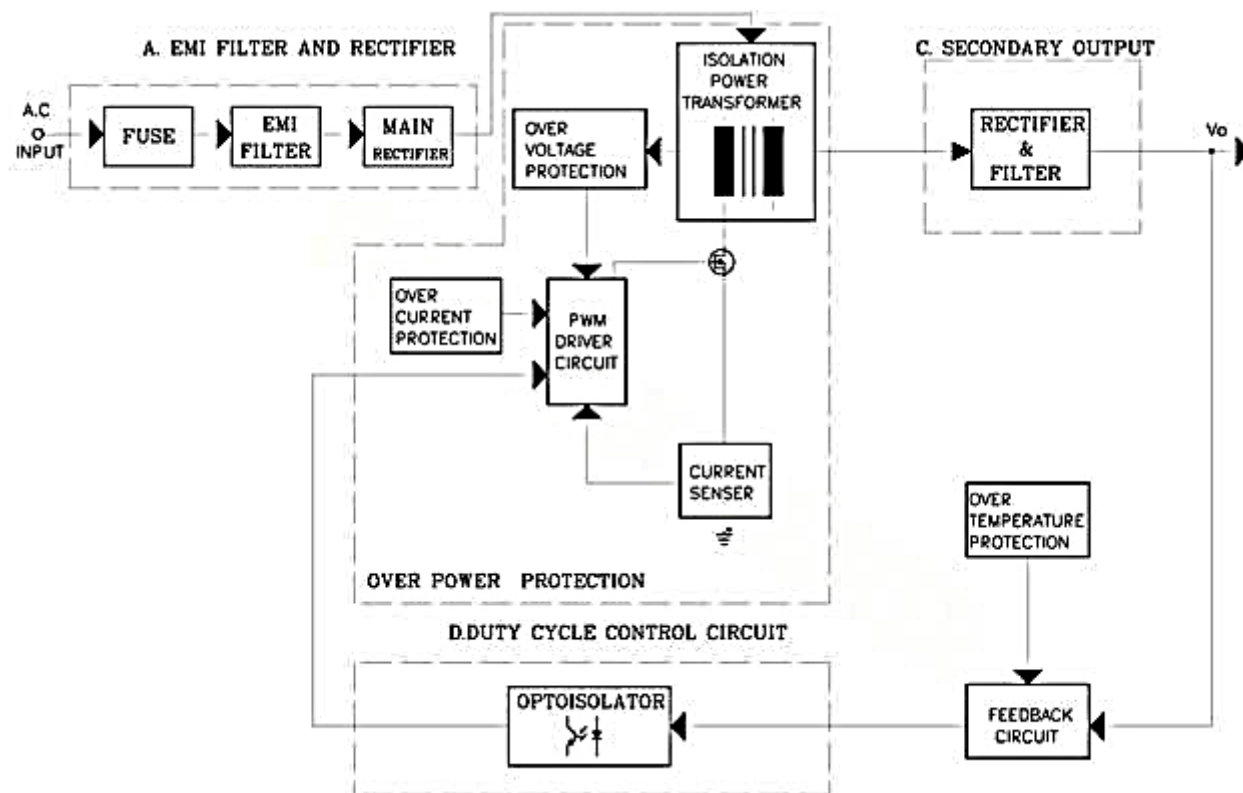 A. EMI FILTER AND RECTIFIER
A.C
INPUT
FUSE
EMI
FILTER
MAIN
RECTIFIER
ISOLATION
POWER
TRANSFORMER
OVER
VOLTAGE
PROTECTION
C. SECONDARY OUTPUT
RECTIFIER
&
FILTER
Vo
OVER
CURRENT
PROTECTION
PWM
DRIVER
CIRCUIT
CURRENT
SENSER
OVER POWER PROTECTION
OVER
TEMPERATURE
PROTECTION
D.DUTY CYCLE CONTROL CIRCUIT
OPTOISOLATOR
FEEDBACK
CIRCUIT